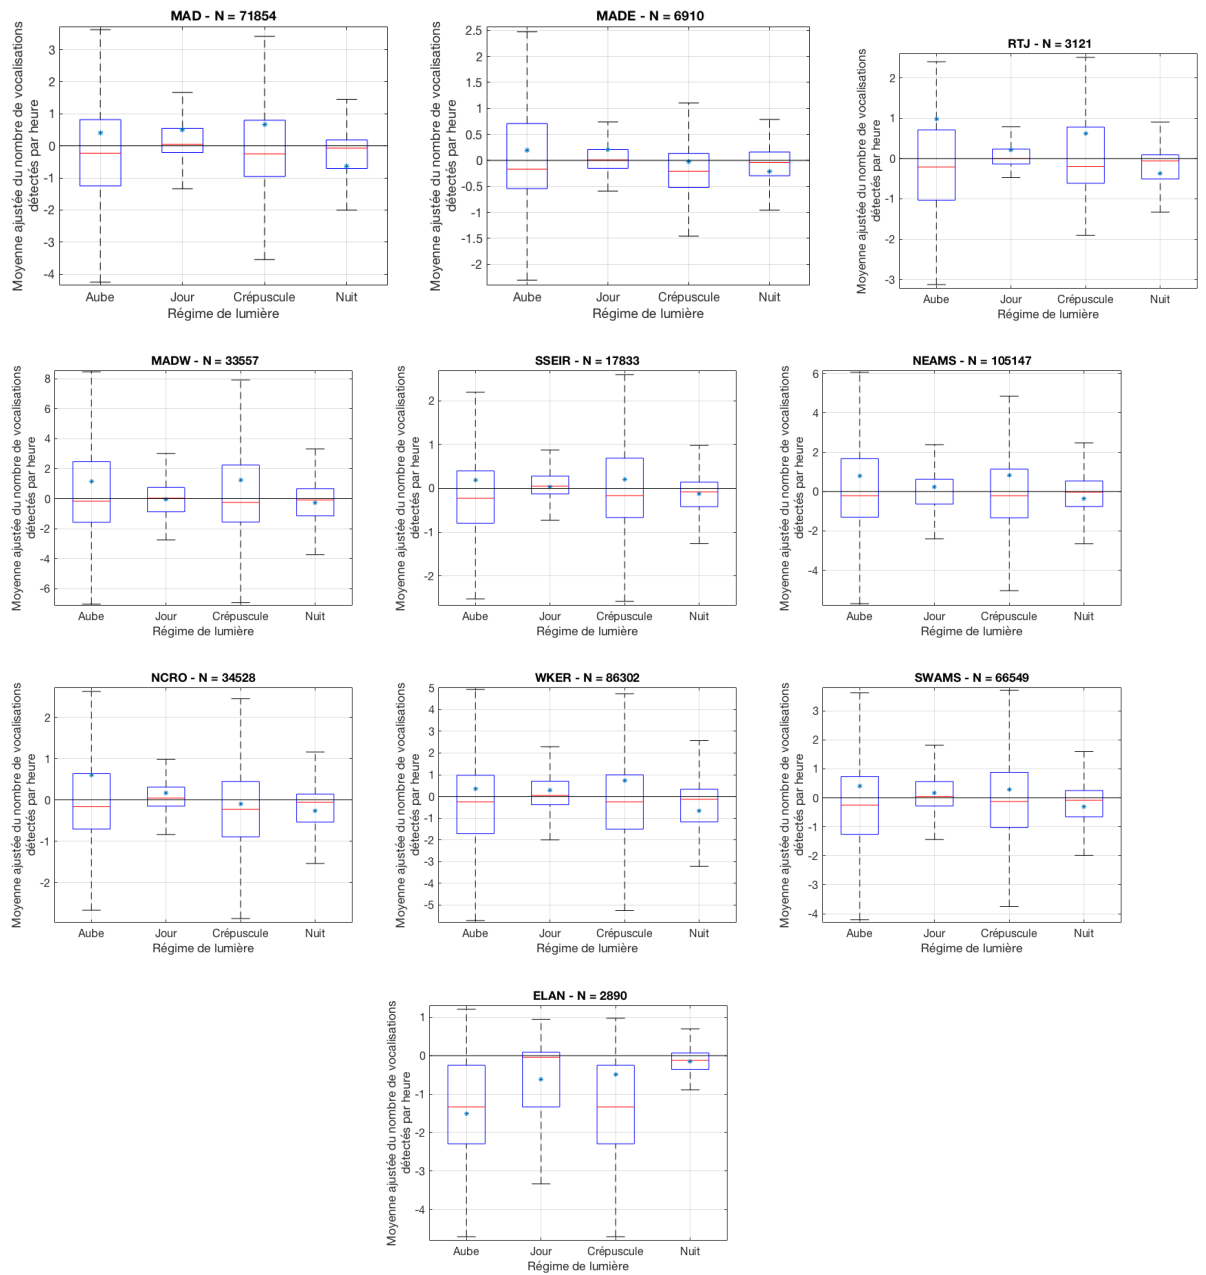 MAD - N = 71854
Moyenne ajustée du nombre de vocalisations
détectés par heure
3
2
1
0
-1
-2
-3
-4
Aube Jour Crépuscule Nuit
Régime de lumière
MADE - N = 6910
Moyenne ajustée du nombre de vocalisations
détectés par heure
2.5
2
1.5
1
0.5
0
-0.5
-1
-1.5
-2
Aube Jour Crépuscule Nuit
Régime de lumière
RTJ - N = 3121
Moyenne ajustée du nombre de vocalisations
détectés par heure
2
1
0
-1
-2
-3
Aube Jour Crépuscule Nuit
Régime de lumière
MADW - N = 33557
Moyenne ajustée du nombre de vocalisations
détectés par heure
8
6
4
2
0
-2
-4
-6
Aube Jour Crépuscule Nuit
Régime de lumière
SSEIR - N = 17833
Moyenne ajustée du nombre de vocalisations
détectés par heure
2
1
0
-1
-2
Aube Jour Crépuscule Nuit
Régime de lumière
NEAMS - N = 105147
Moyenne ajustée du nombre de vocalisations
détectés par heure
6
4
2
0
-2
-4
Aube Jour Crépuscule Nuit
Régime de lumière
NCRO - N = 34528
Moyenne ajustée du nombre de vocalisations
détectés par heure
2
1
0
-1
-2
Aube Jour Crépuscule Nuit
Régime de lumière
WKER - N = 86302
Moyenne ajustée du nombre de vocalisations
détectés par heure
5
4
3
2
1
0
-1
-2
-3
-4
-5
Aube Jour Crépuscule Nuit
Régime de lumière
SWAMS - N = 66549
Moyenne ajustée du nombre de vocalisations
détectés par heure
3
2
1
0
-1
-2
-3
-4
Aube Jour Crépuscule Nuit
Régime de lumière
ELAN - N = 2890
Moyenne ajustée du nombre de vocalisations
détectés par heure
1
0
-1
-2
-3
-4
Aube Jour Crépuscule Nuit
Régime de lumière